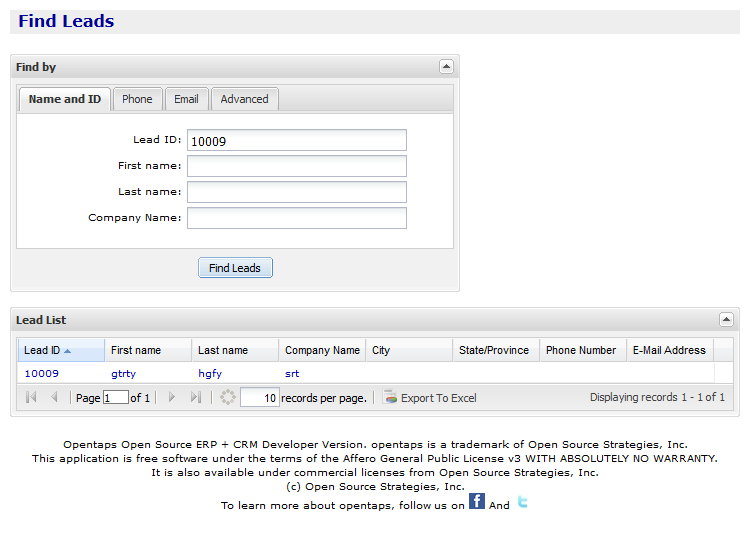 Find Leads
Find by
Name and ID Phone Email Advanced
Lead ID: 10009
First name:
Last name:
Company Name:
Find Leads
Lead List
Lead ID First name Last name Company Name City State/Province Phone Number E-Mail Address
10009 gtrty hgfy srt
Page 1 of 1 10 records per page. Export To Excel Displaying records 1 - 1 of 1
Opentaps Open Source ERP + CRM Developer Version. opentaps is a trademark of Open Source Strategies, Inc.
This application is free software under the terms of the Affero General Public License v3 WITH ABSOLUTELY NO WARRANTY.
It is also available under commercial licenses from Open Source Strategies, Inc.
(c) Open Source Strategies, Inc.
To learn more about opentaps, follow us on f And t